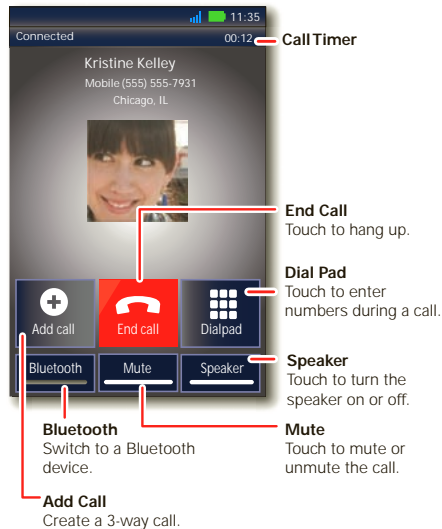 11:35
Connected 00:12
Call Timer
Kristine Kelley
Mobile (555) 555-7931
Chicago, IL
End Call
Touch to hang up.
Dial Pad
Touch to enter
numbers during a call.
Add call End call Dialpad
Bluetooth Mute Speaker
Speaker
Touch to turn the
speaker on or off.
Bluetooth
Switch to a Bluetooth
device.
Mute
Touch to mute or
unmute the call.
Add Call
Create a 3-way call.